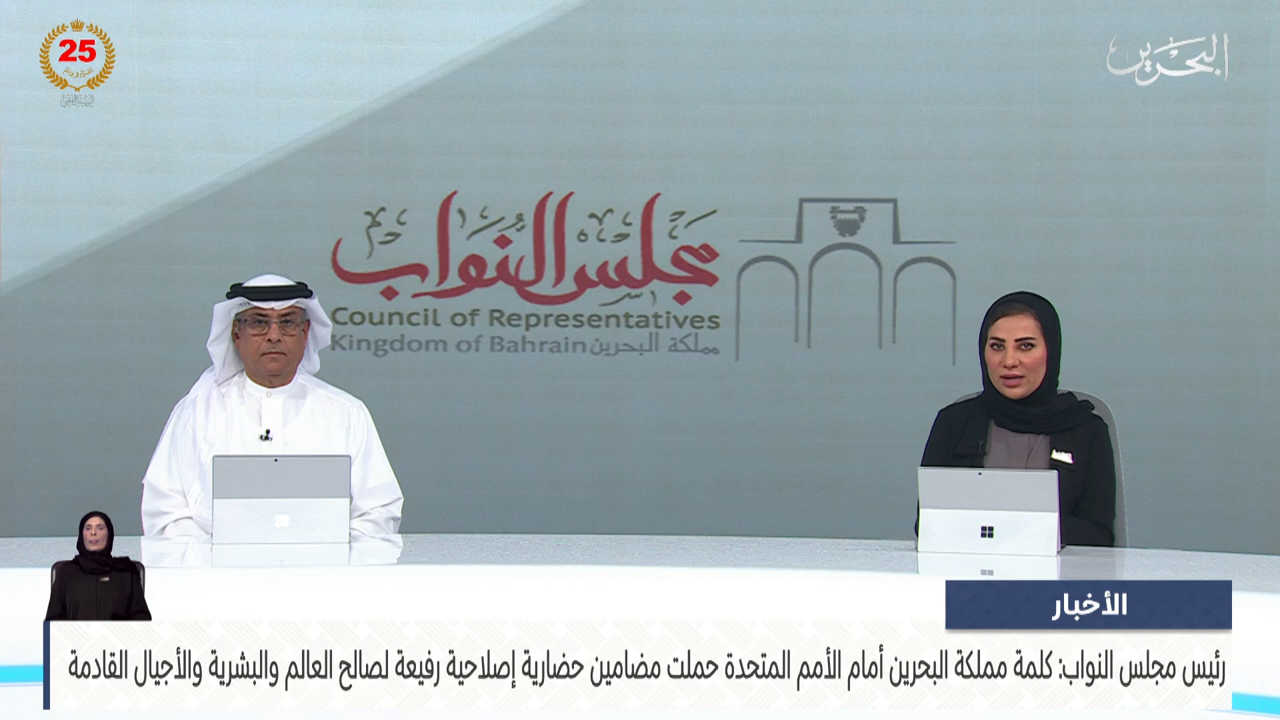 25
البحرين
مجلس النواب
Council of Representatives
Kingdom of Bahrain مملكة البحرين
الأخبار
رئيس مجلس النواب: كلمة مملكة البحرين أمام الأمم المتحدة حملت مضامين حضارية إصلاحية رفيعة لصالح العالم والبشرية والأجيال القادمة